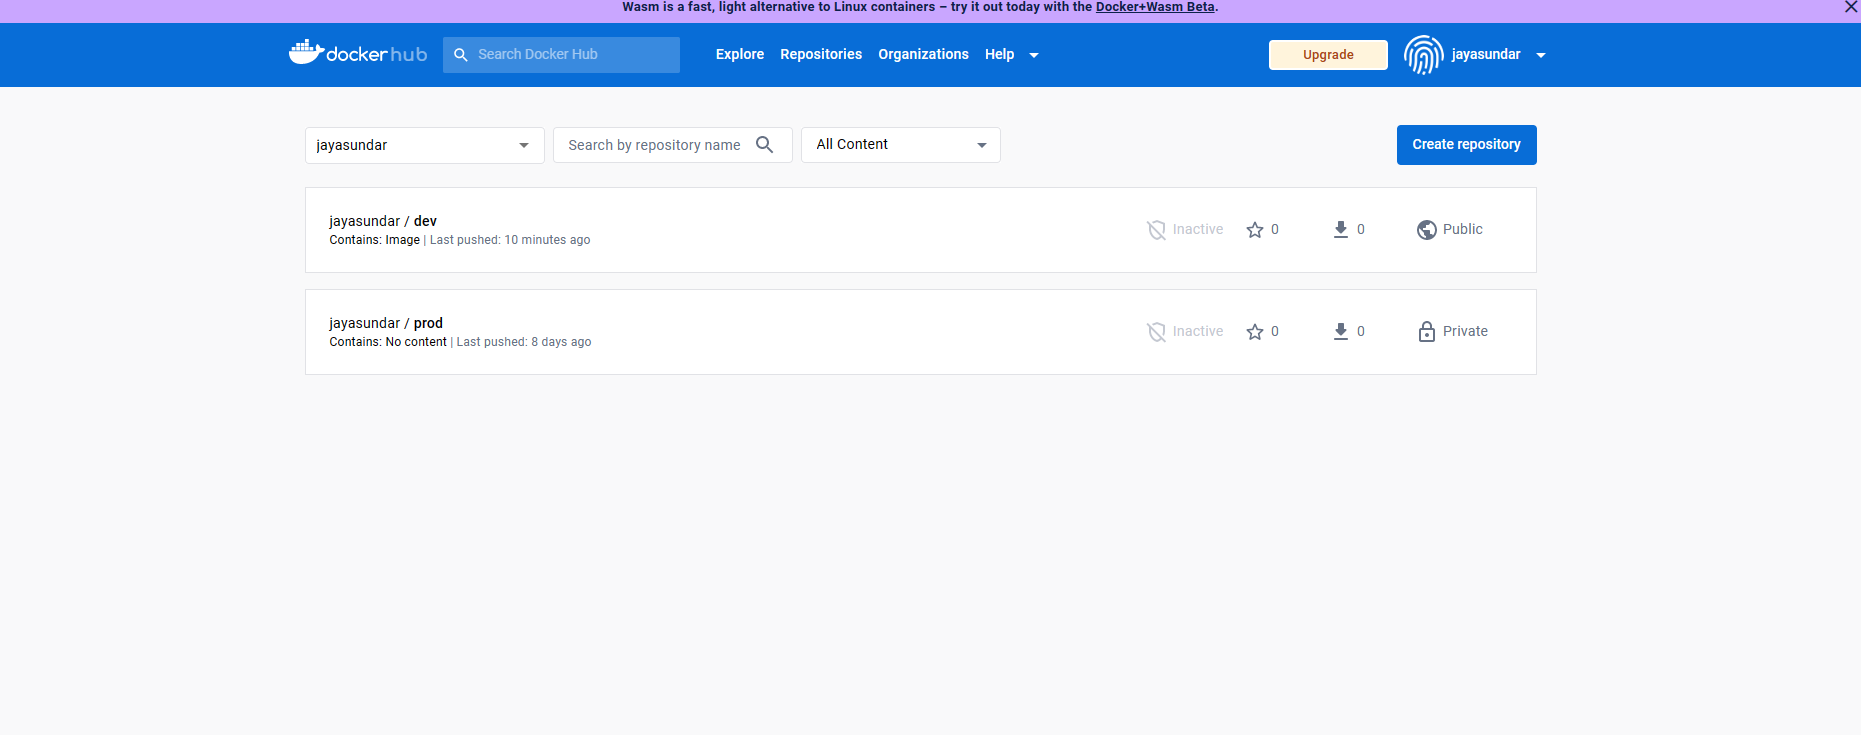 Wasm is a fast, light alternative to Linux containers – try it out today with the Docker+Wasm Beta.
dockerhub Search Docker Hub Explore Repositories Organizations Help Upgrade jayasundar
jayasundar Search by repository name All Content Create repository
jayasundar / dev
Contains: Image | Last pushed: 10 minutes ago
Inactive 0 0 Public
jayasundar / prod
Contains: No content | Last pushed: 8 days ago
Inactive 0 0 Private